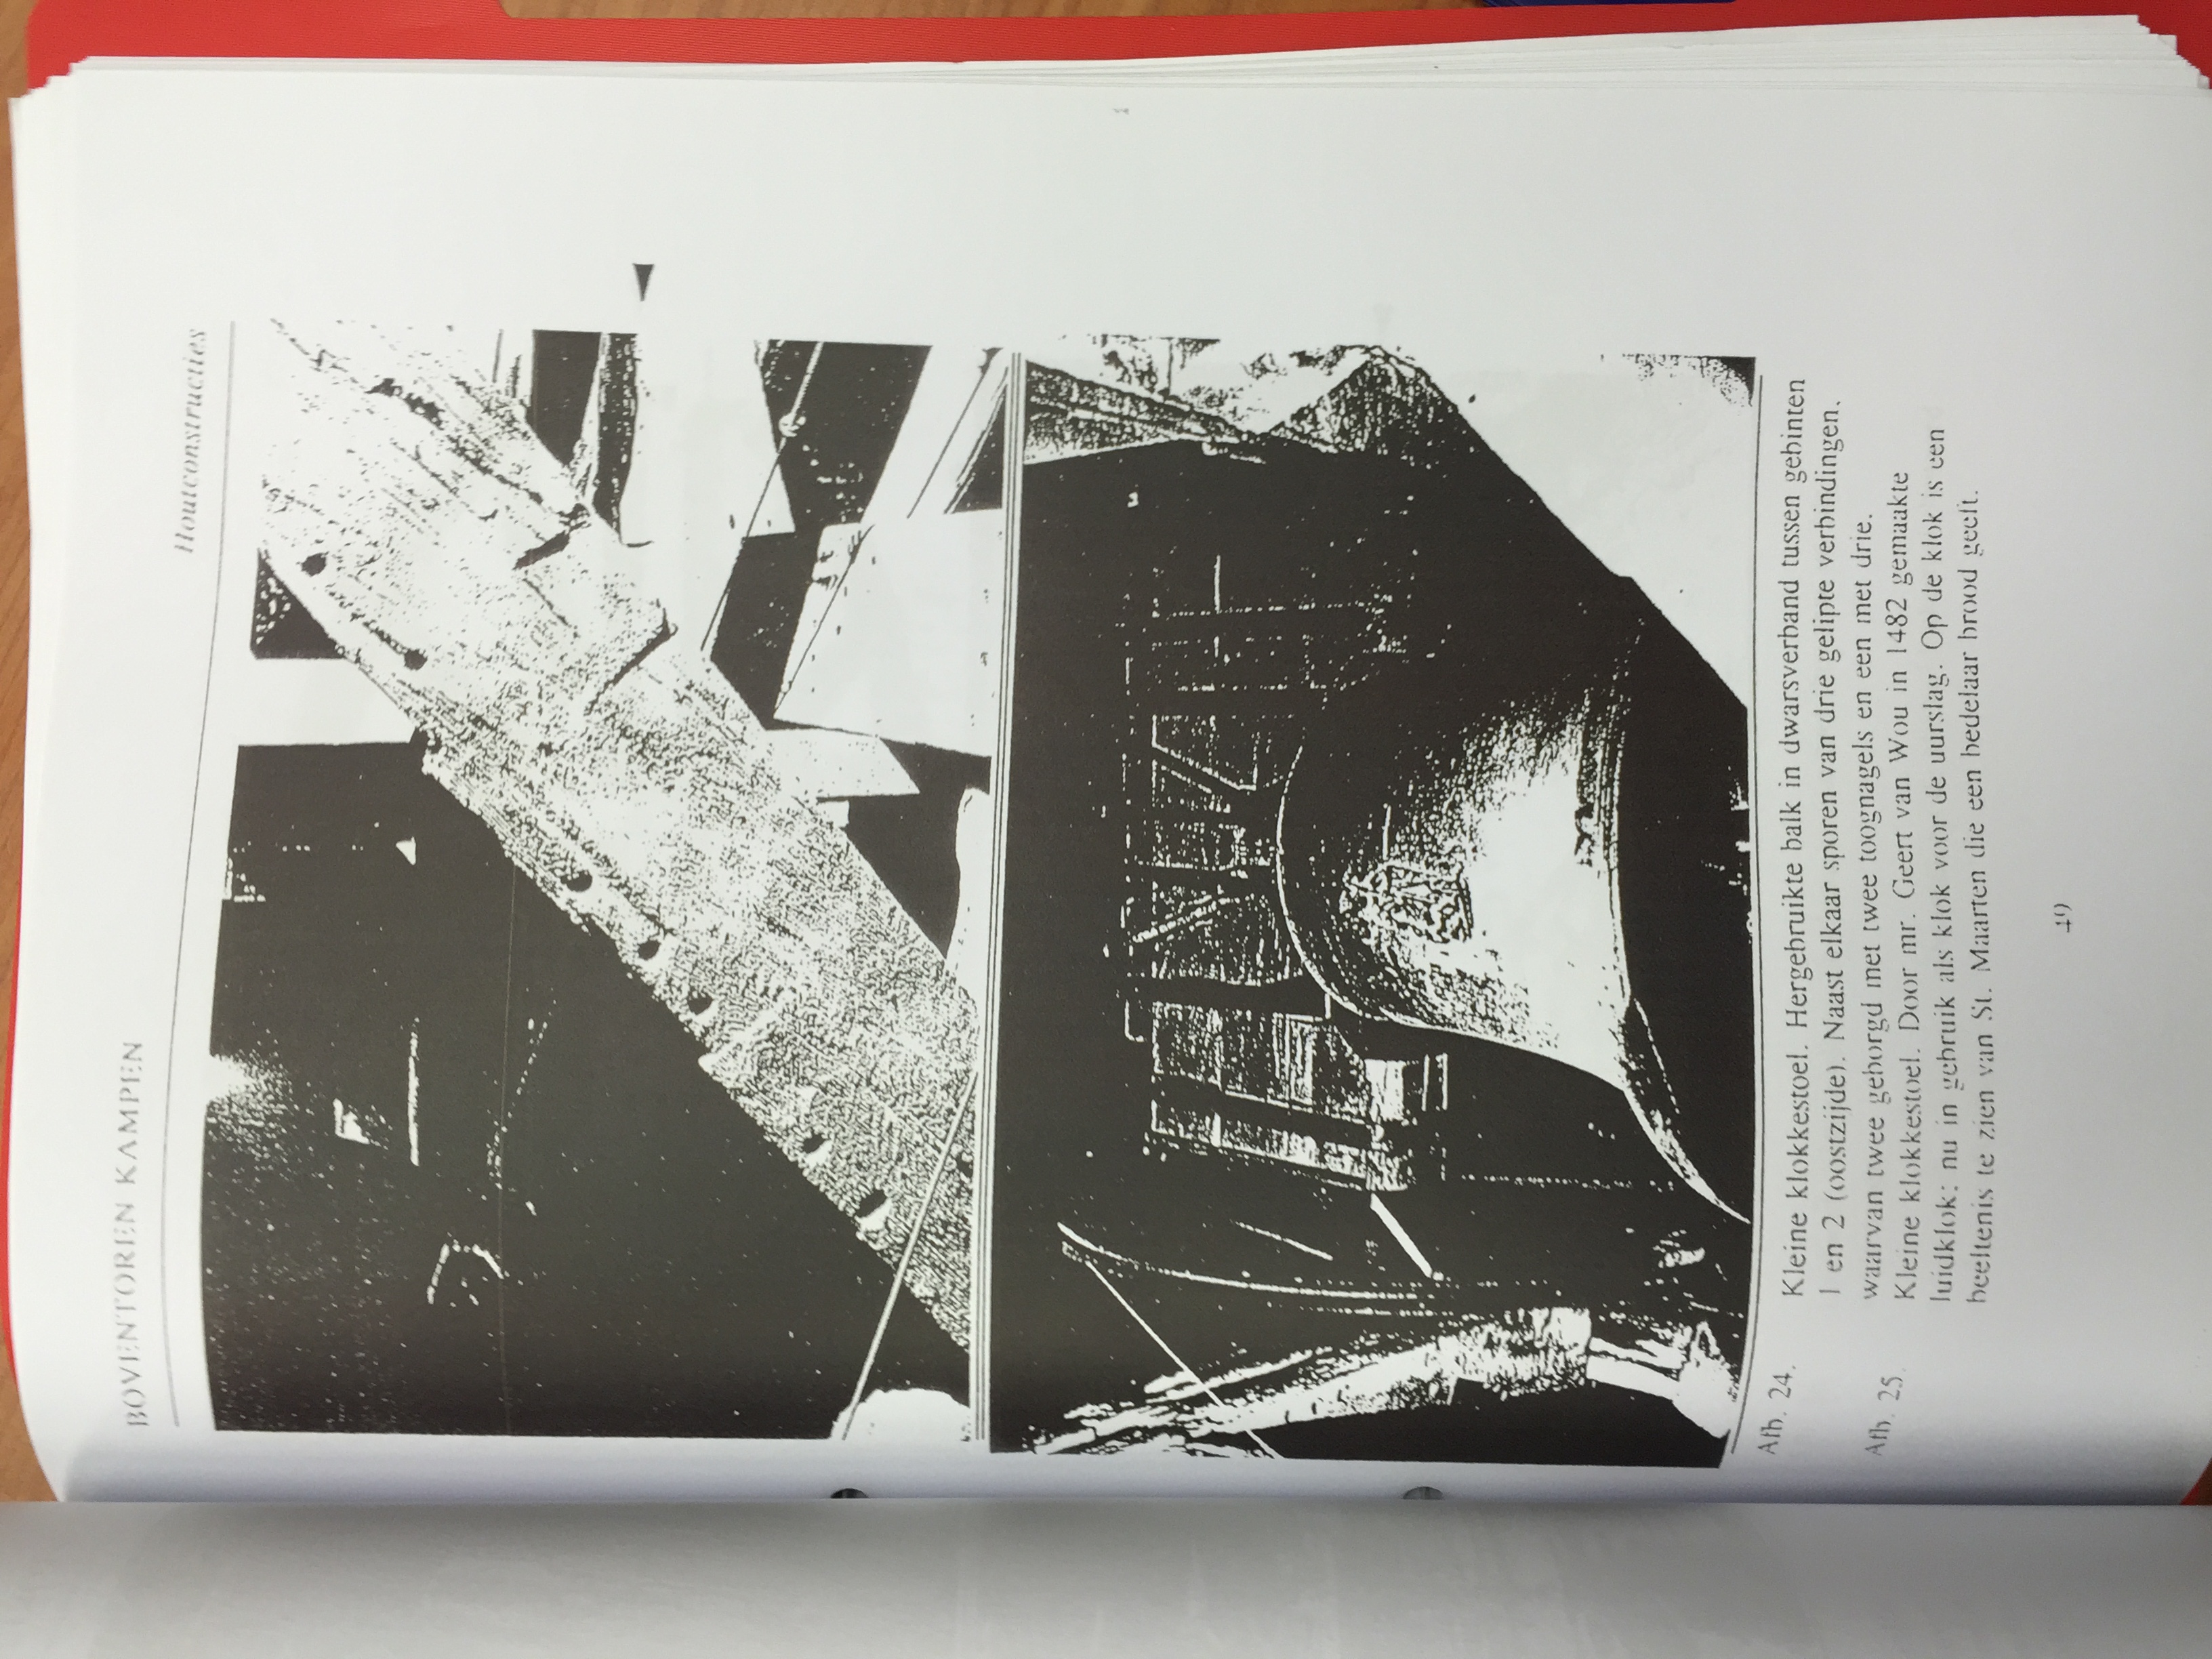 BOVENTOREN KAMPEN
Houtconstructies
Afb. 24. Kleine klokkestoel. Hergebruikte balk in dwarsverband tussen gebinten
1 en 2 (oostzijde). Naast elkaar sporen van drie gelipte verbindingen,
waarvan twee geborgd met twee toognagels en een met drie.
Afb. 25. Kleine klokkestoel. Door mr. Geert van Wou in 1482 gemaakte
luidklok: nu in gebruik als klok voor de uurslag. Op de klok is een
beeltenis te zien van St. Maarten die een bedelaar brood geeft.
49